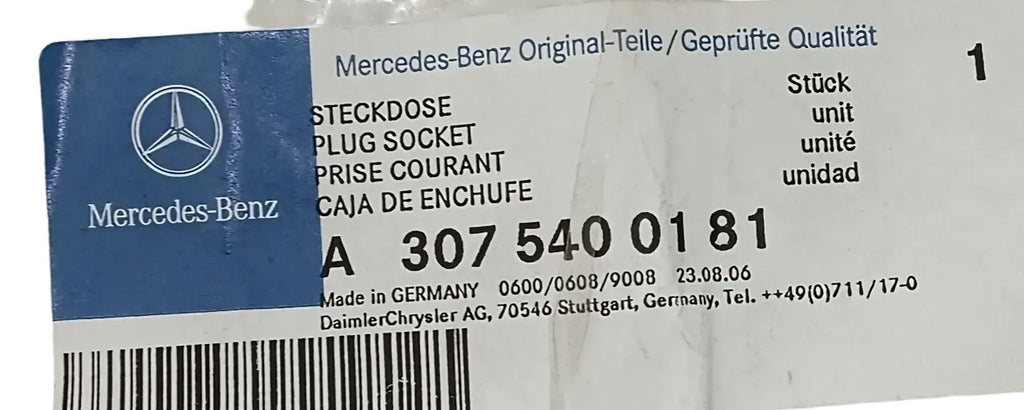 Mercedes-Benz Original-Teile/Geprüfte Qualität
1
STECKDOSE Stück
PLUG SOCKET unit
PRISE COURANT unité
CAJA DE ENCHUFE unidad
Mercedes-Benz
A 307 540 01 81
Made in GERMANY 0600/0608/9008 23.08.06
DaimlerChrysler AG, 70546 Stuttgart, Germany, Tel. ++49(0)711/17-0